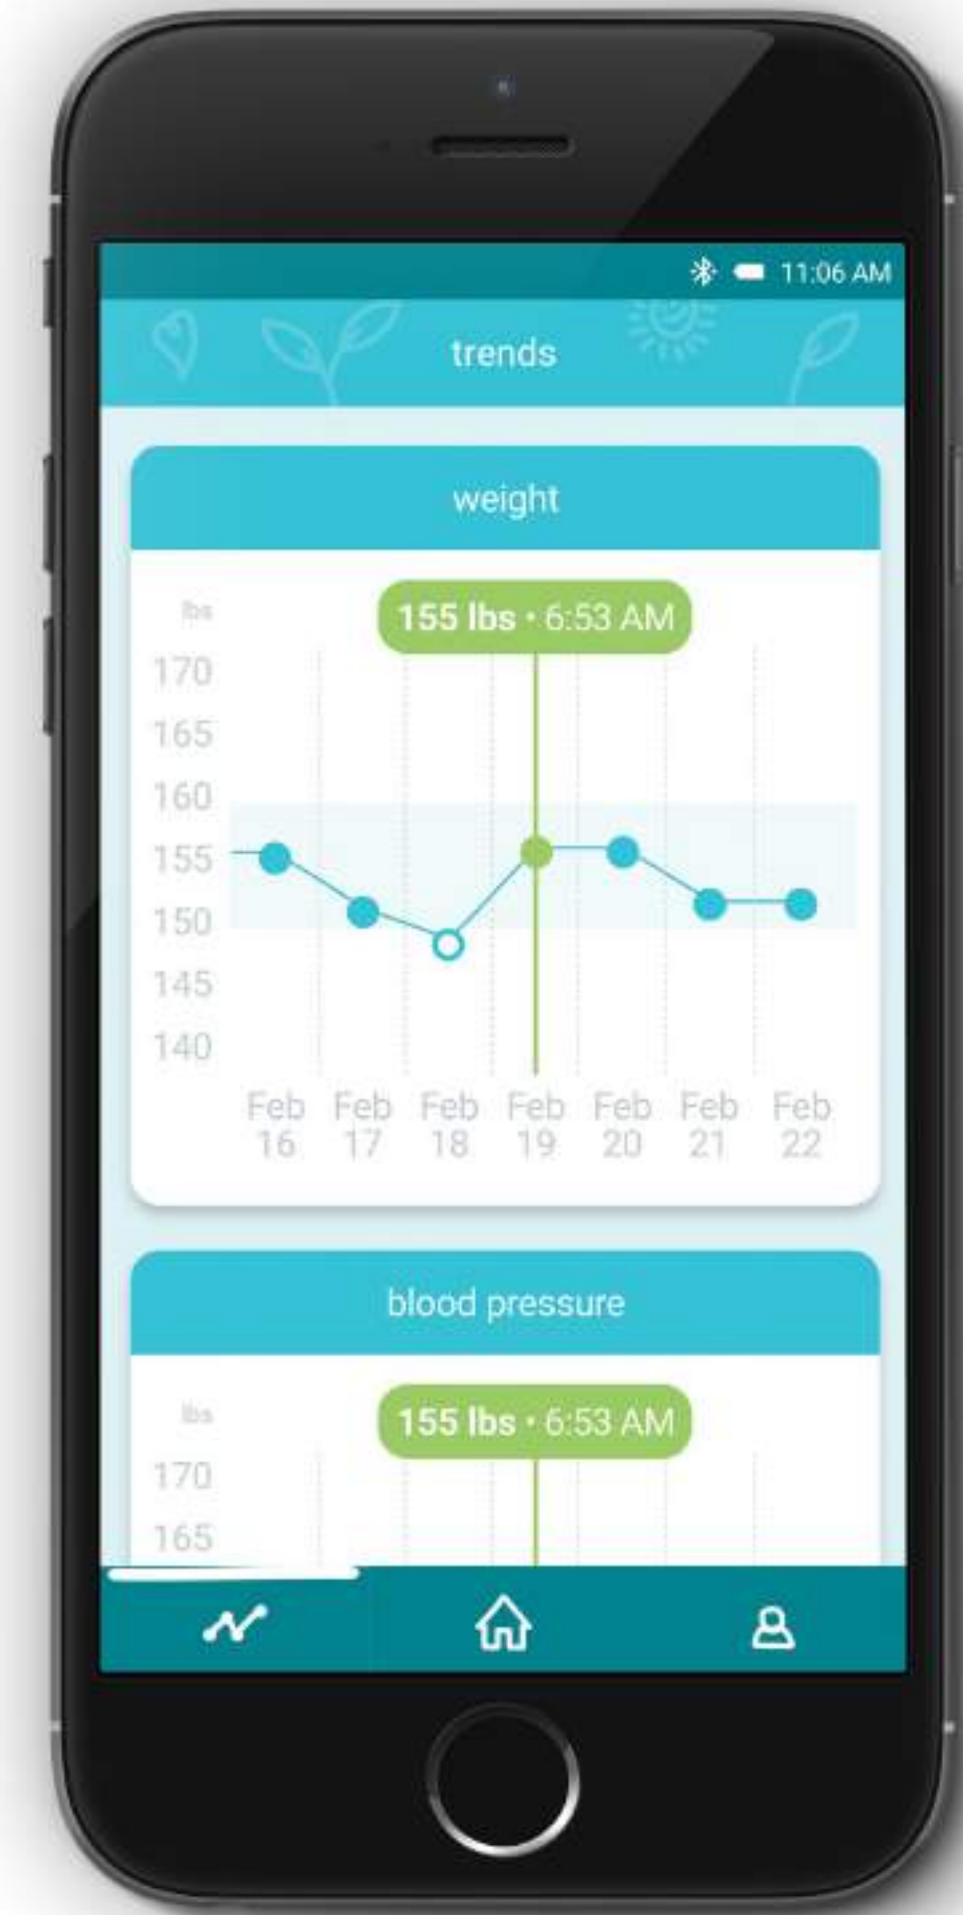 11:06 AM
trends
weight
155 lbs • 6:53 AM
lbs
170
165
160
155
150
145
140
Feb Feb Feb Feb Feb Feb Feb
16 17 18 19 20 21 22
blood pressure
155 lbs • 6:53 AM
lbs
170
165